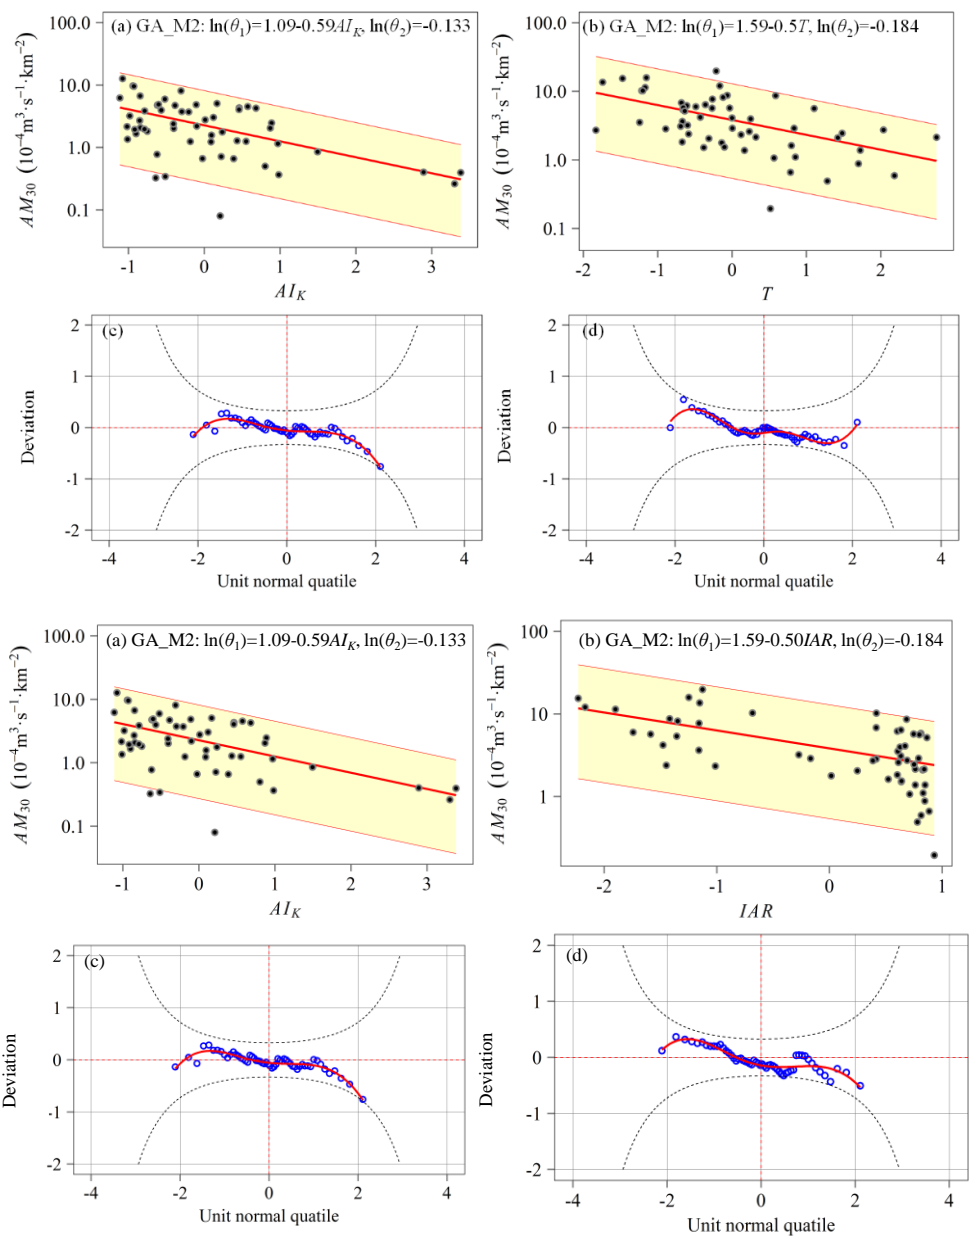 (a) GA_M2: ln(θ₁)=1.09-0.59AI_K, ln(θ₂)=-0.133
100.0
10.0
1.0
0.1
AM₃₀ (10⁻⁴m³·s⁻¹·km⁻²)
-1 0 1 2 3
AI_K
(b) GA_M2: ln(θ₁)=1.59-0.5T, ln(θ₂)=-0.184
100.0
10.0
1.0
0.1
AM₃₀ (10⁻⁴m³·s⁻¹·km⁻²)
-2 -1 0 1 2
T
(c)
2
1
0
-1
-2
Deviation
-4 -2 0 2 4
Unit normal quatile
(d)
2
1
0
-1
-2
Deviation
-4 -2 0 2 4
Unit normal quatile
(a) GA_M2: ln(θ₁)=1.09-0.59AI_K, ln(θ₂)=-0.133
100.0
10.0
1.0
0.1
AM₃₀ (10⁻⁴m³·s⁻¹·km⁻²)
-1 0 1 2 3
AI_K
(b) GA_M2: ln(θ₁)=1.59-0.50IAR, ln(θ₂)=-0.184
100
10
1
AM₃₀ (10⁻⁴m³·s⁻¹·km⁻²)
-2 -1 0 1
IAR
(c)
2
1
0
-1
-2
Deviation
-4 -2 0 2 4
Unit normal quatile
(d)
2
1
0
-1
-2
Deviation
-4 -2 0 2 4
Unit normal quatile